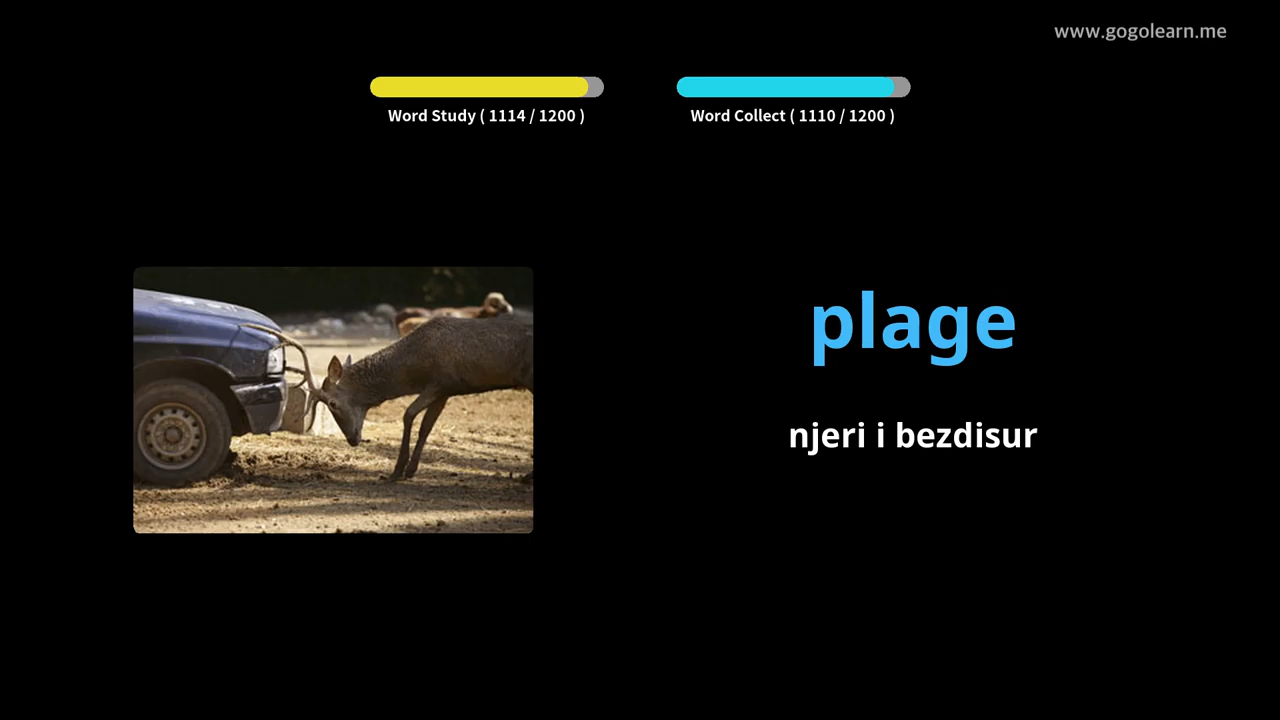 www.gogolearn.me
Word Study ( 1114 / 1200 )
Word Collect ( 1110 / 1200 )
plage
njeri i bezdisur